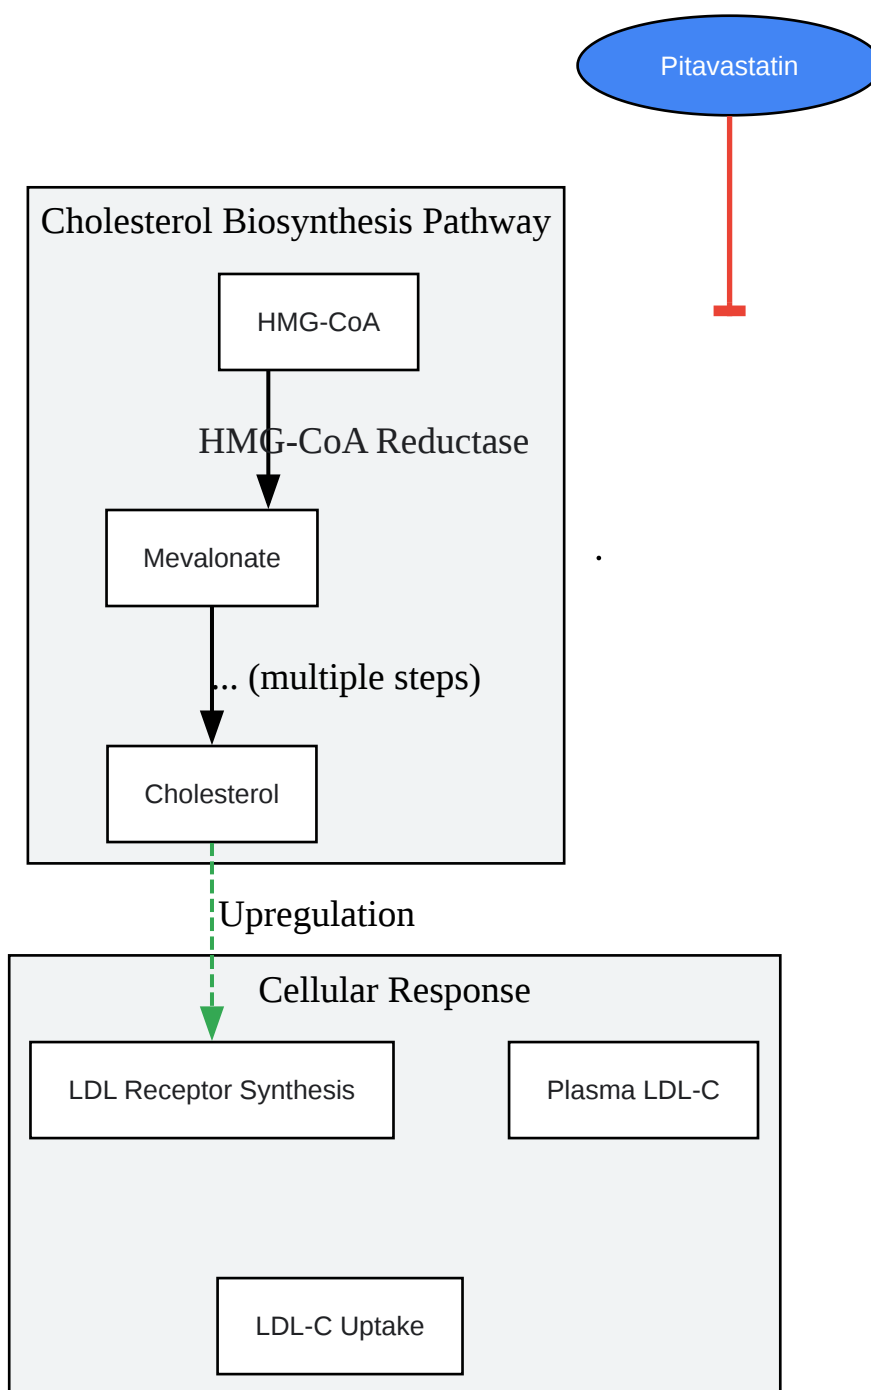 Pitavastatin
Cholesterol Biosynthesis Pathway
HMG-CoA
HMG-CoA Reductase
Mevalonate
.
... (multiple steps)
Cholesterol
Upregulation
Cellular Response
LDL Receptor Synthesis
Plasma LDL-C
LDL-C Uptake